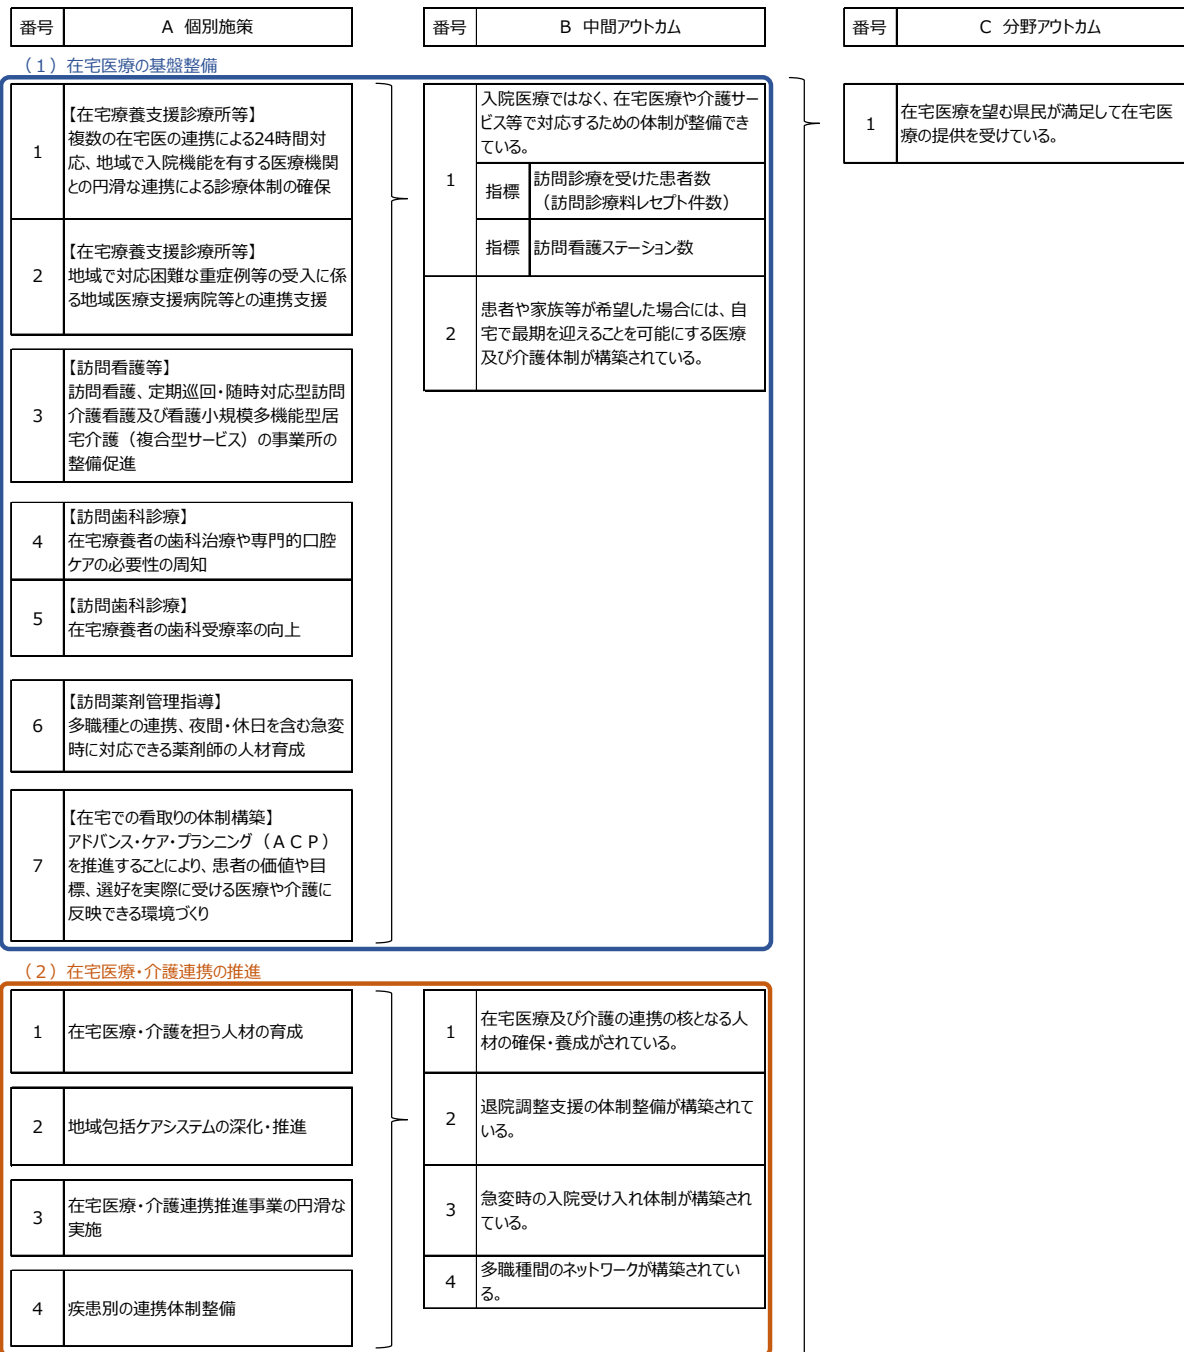 番号
A 個別施策
番号
B 中間アウトカム
番号
C 分野アウトカム
（１）在宅医療の基盤整備
1
【在宅療養支援診療所等】
複数の在宅医の連携による24時間対
応、地域で入院機能を有する医療機関
との円滑な連携による診療体制の確保
2
【在宅療養支援診療所等】
地域で対応困難な重症例等の受入に係
る地域医療支援病院等との連携支援
3
【訪問看護等】
訪問看護、定期巡回・随時対応型訪問
介護看護及び看護小規模多機能型居
宅介護（複合型サービス）の事業所の
整備促進
4
【訪問歯科診療】
在宅療養者の歯科治療や専門的口腔
ケアの必要性の周知
5
【訪問歯科診療】
在宅療養者の歯科受療率の向上
6
【訪問薬剤管理指導】
多職種との連携、夜間・休日を含む急変
時に対応できる薬剤師の人材育成
7
【在宅での看取りの体制構築】
アドバンス・ケア・プランニング（ＡＣＰ）
を推進することにより、患者の価値や目
標、選好を実際に受ける医療や介護に
反映できる環境づくり
1
入院医療ではなく、在宅医療や介護サー
ビス等で対応するための体制が整備でき
ている。
指標
訪問診療を受けた患者数
（訪問診療料レセプト件数）
指標
訪問看護ステーション数
2
患者や家族等が希望した場合には、自
宅で最期を迎えることを可能にする医療
及び介護体制が構築されている。
1
在宅医療を望む県民が満足して在宅医
療の提供を受けている。
（２）在宅医療・介護連携の推進
1
在宅医療・介護を担う人材の育成
2
地域包括ケアシステムの深化・推進
3
在宅医療・介護連携推進事業の円滑な
実施
4
疾患別の連携体制整備
1
在宅医療及び介護の連携の核となる人
材の確保・養成がされている。
2
退院調整支援の体制整備が構築されて
いる。
3
急変時の入院受け入れ体制が構築され
ている。
4
多職種間のネットワークが構築されてい
る。